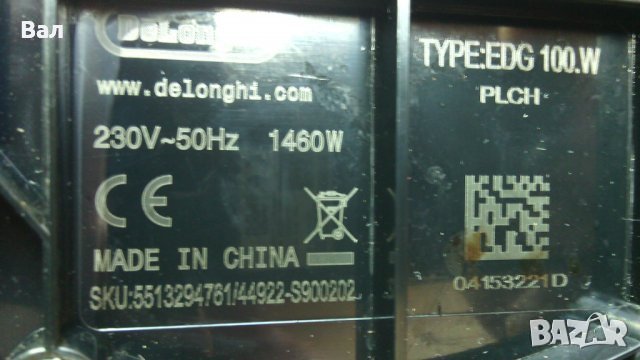 Вал
DeLonghi
www.delonghi.com
230V~50Hz 1460W
CE
MADE IN CHINA
SKU:5513294761/44922-S900202
TYPE:EDG 100.W
PLCH
04153221D
BAZAR